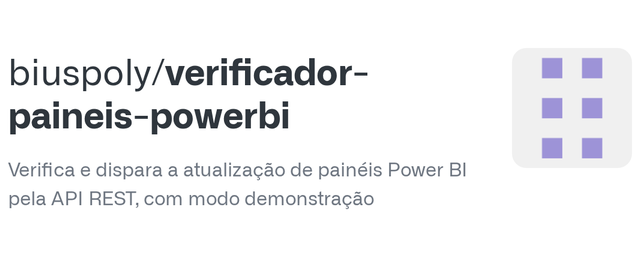 biuspoly/verificador-
paineis-powerbi
Verifica e dispara a atualização de painéis Power BI
pela API REST, com modo demonstração